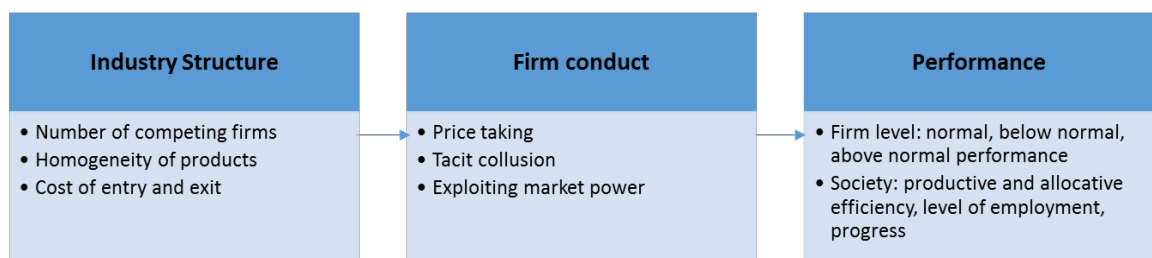 Industry Structure
• Number of competing firms
• Homogeneity of products
• Cost of entry and exit
Firm conduct
• Price taking
• Tacit collusion
• Exploiting market power
Performance
• Firm level: normal, below normal,
above normal performance
• Society: productive and allocative
efficiency, level of employment,
progress